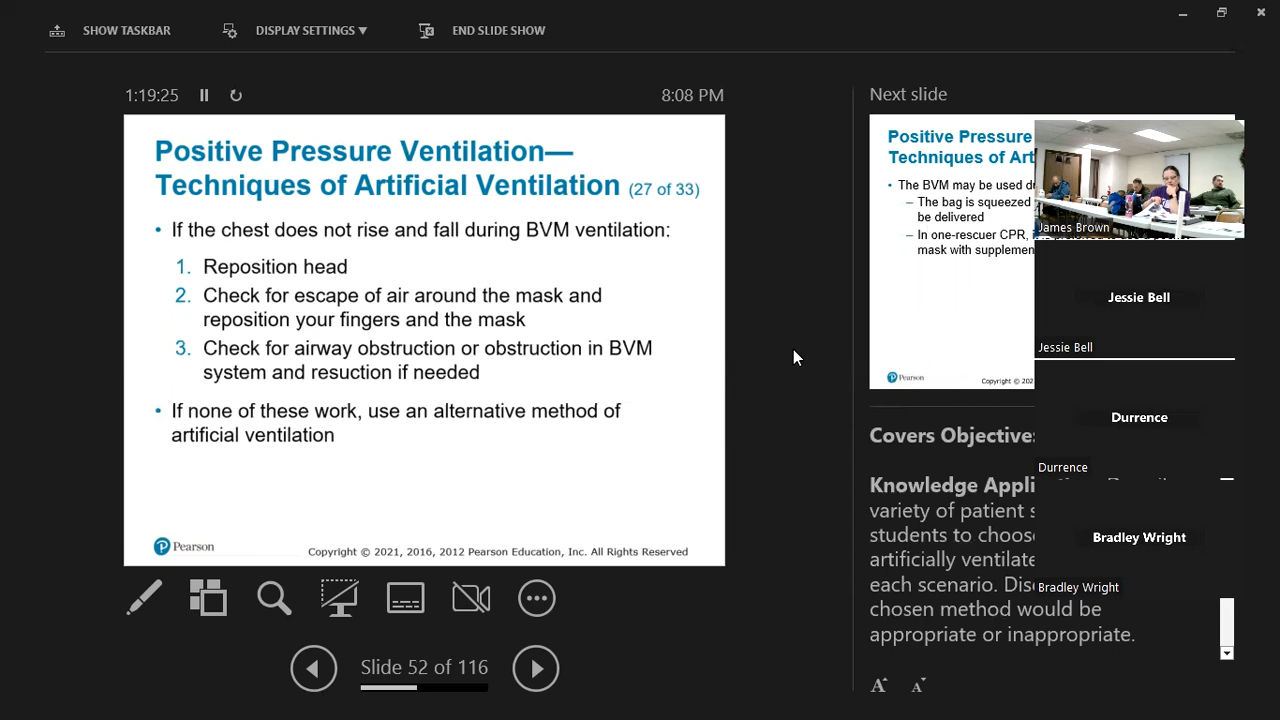 SHOW TASKBAR
DISPLAY SETTINGS ▼
END SLIDE SHOW
1:19:25
8:08 PM
Positive Pressure Ventilation—
Techniques of Artificial Ventilation (27 of 33)
• If the chest does not rise and fall during BVM ventilation:
1. Reposition head
2. Check for escape of air around the mask and
reposition your fingers and the mask
3. Check for airway obstruction or obstruction in BVM
system and resuction if needed
• If none of these work, use an alternative method of
artificial ventilation
Pearson
Copyright © 2021, 2016, 2012 Pearson Education, Inc. All Rights Reserved
Slide 52 of 116
Next slide
Positive Pressure
Techniques of Art
• The BVM may be used
– The bag is squeezed
be delivered
– In one-rescuer CPR,
mask with supplemen
Pearson
Copyright © 202
James Brown
Jessie Bell
Jessie Bell
Durrence
Durrence
Bradley Wright
Bradley Wright
Covers Objective
Knowledge Appli
variety of patient s
students to choos
artificially ventilate
each scenario. Dis
chosen method would be
appropriate or inappropriate.
A A